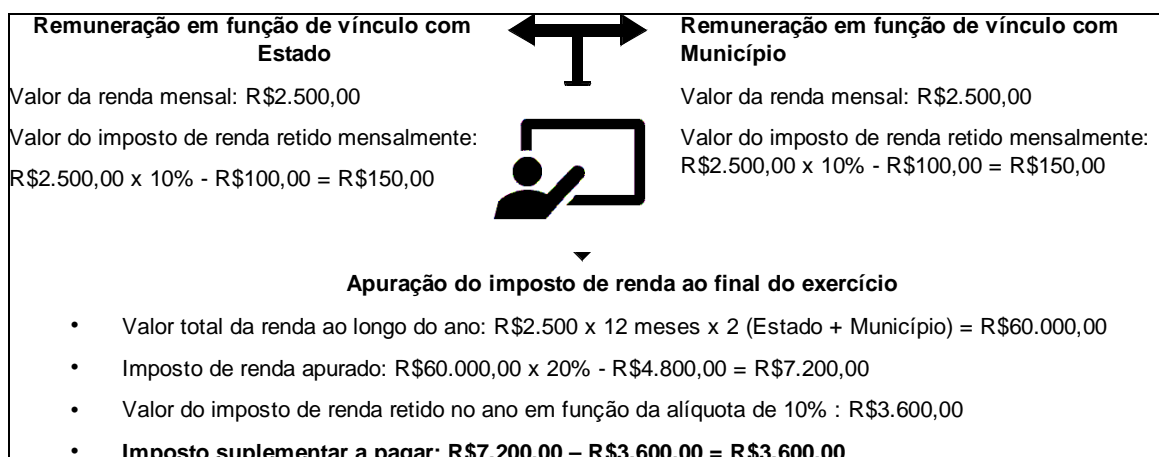 Remuneração em função de vínculo com
Estado
Valor da renda mensal: R$2.500,00
Valor do imposto de renda retido mensalmente:
R$2.500,00 x 10% - R$100,00 = R$150,00
Remuneração em função de vínculo com
Município
Valor da renda mensal: R$2.500,00
Valor do imposto de renda retido mensalmente:
R$2.500,00 x 10% - R$100,00 = R$150,00
Apuração do imposto de renda ao final do exercício
• Valor total da renda ao longo do ano: R$2.500 x 12 meses x 2 (Estado + Município) = R$60.000,00
• Imposto de renda apurado: R$60.000,00 x 20% - R$4.800,00 = R$7.200,00
• Valor do imposto de renda retido no ano em função da alíquota de 10% : R$3.600,00
• Imposto suplementar a pagar: R$7.200,00 – R$3.600,00 = R$3.600,00